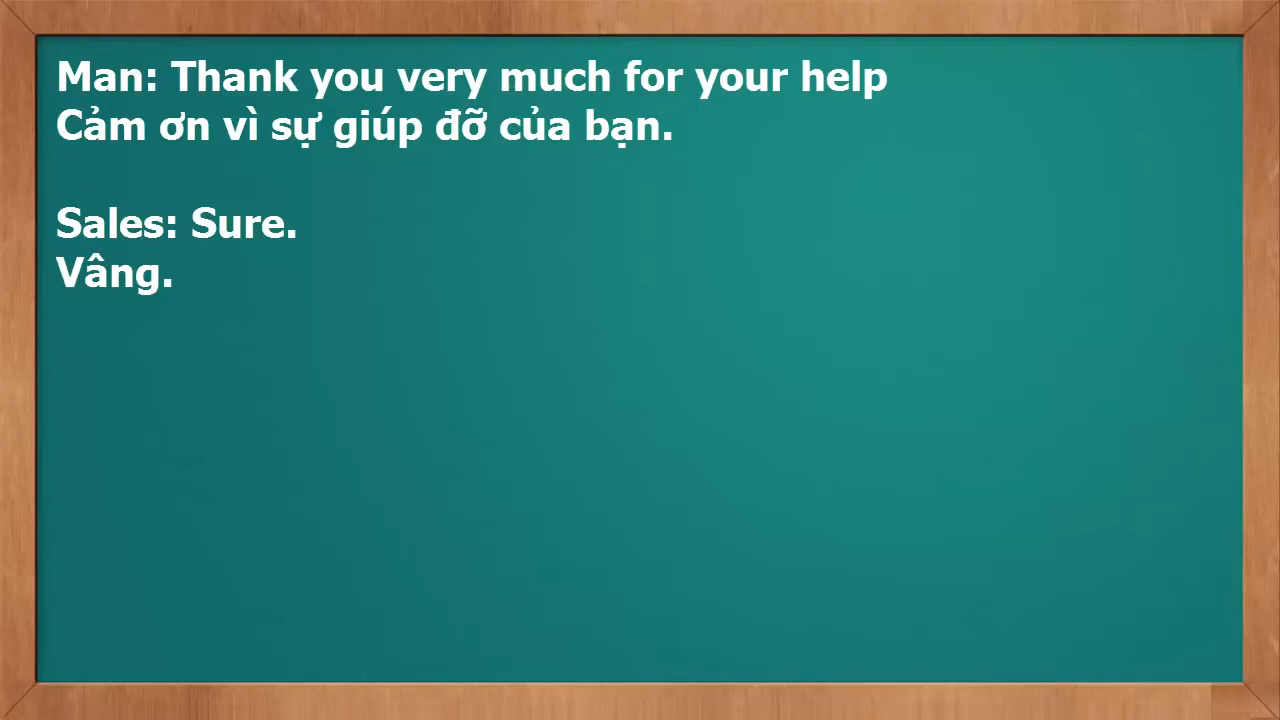 Man: Thank you very much for your help
Cảm ơn vì sự giúp đỡ của bạn.
Sales: Sure.
Vâng.